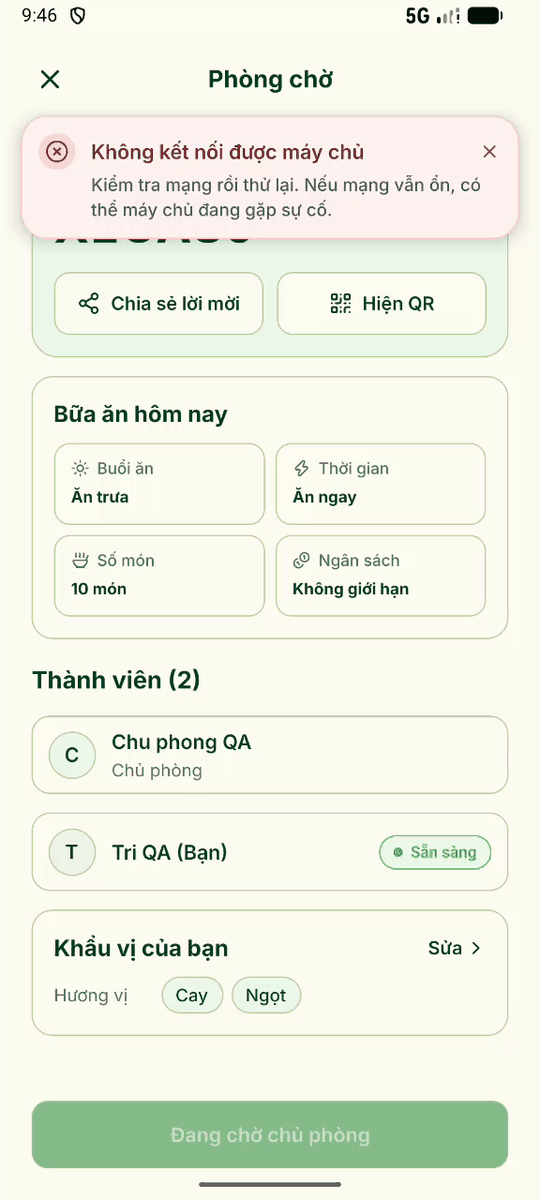 9:46
5G
Phòng chờ
Không kết nối được máy chủ
Kiểm tra mạng rồi thử lại. Nếu mạng vẫn ổn, có
thể máy chủ đang gặp sự cố.
Chia sẻ lời mời
Hiện QR
Bữa ăn hôm nay
Buổi ăn
Ăn trưa
Thời gian
Ăn ngay
Số món
10 món
Ngân sách
Không giới hạn
Thành viên (2)
C
Chu phong QA
Chủ phòng
T
Tri QA (Bạn)
Sẵn sàng
Khẩu vị của bạn
Sửa
Hương vị
Cay
Ngọt
Đang chờ chủ phòng